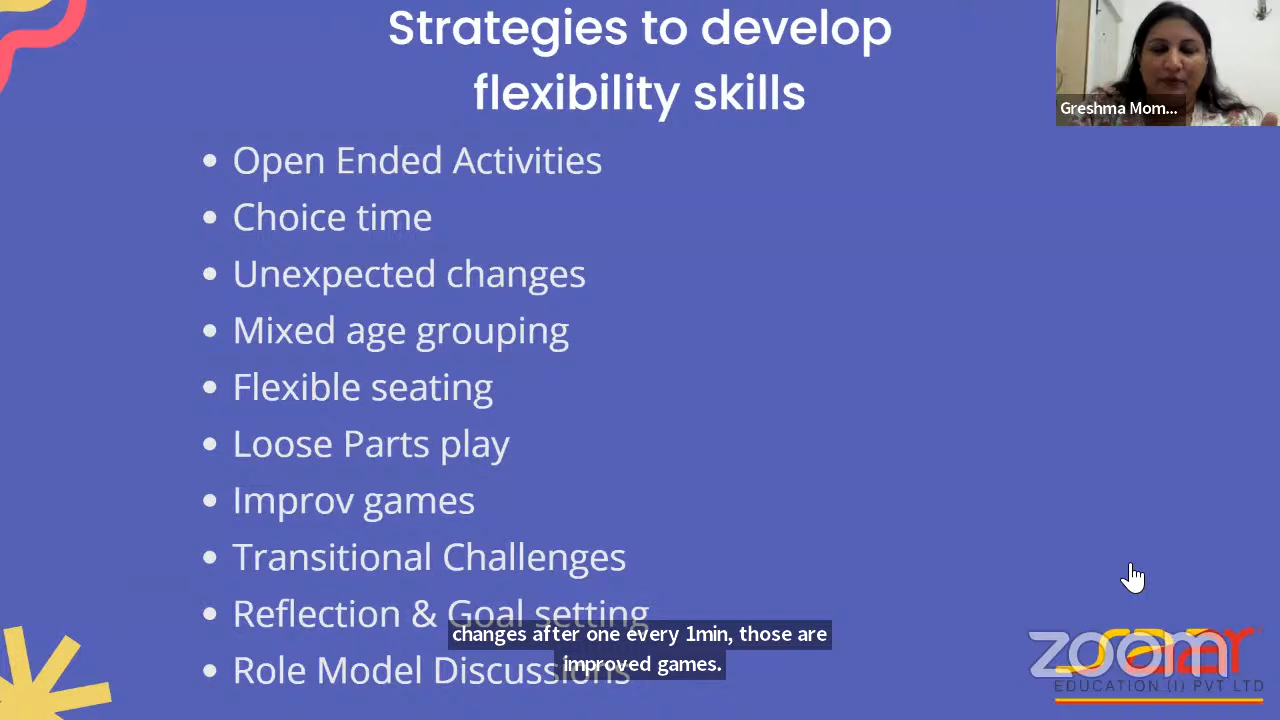 Strategies to develop
flexibility skills
Greshma Mom...
• Open Ended Activities
• Choice time
• Unexpected changes
• Mixed age grouping
• Flexible seating
• Loose Parts play
• Improv games
• Transitional Challenges
• Reflection & Goal setting
changes after one every 1min, those are
improved games.
• Role Model Discussions
zoom
EDUCATION (I) PVT LTD